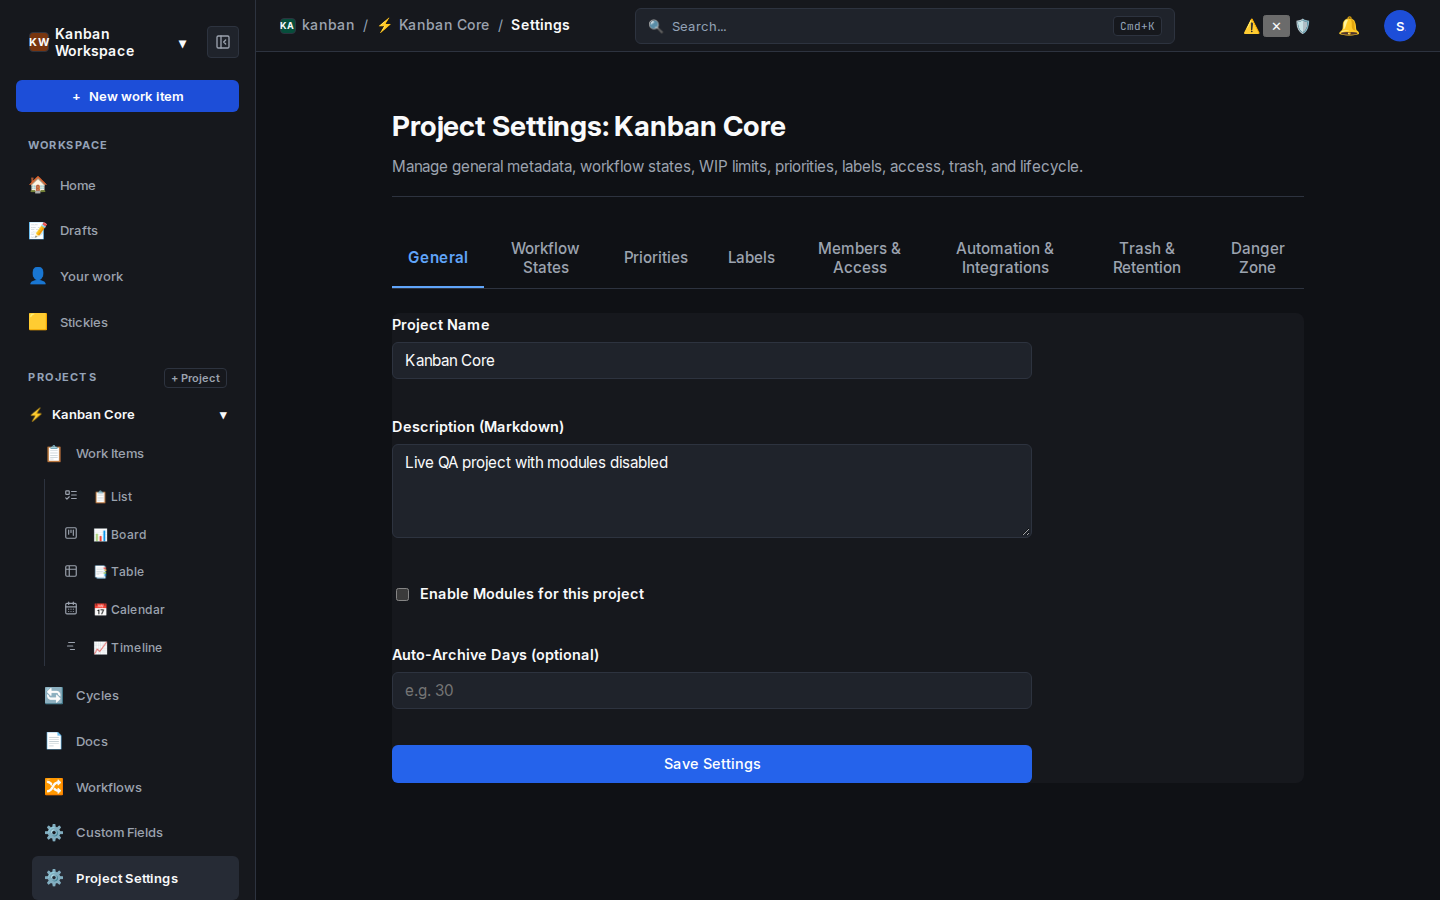 KW Kanban Workspace
+ New work item
WORKSPACE
Home
Drafts
Your work
Stickies
PROJECTS
+ Project
Kanban Core
Work Items
List
Board
Table
Calendar
Timeline
Cycles
Docs
Workflows
Custom Fields
Project Settings
KA kanban / Kanban Core / Settings
Search...
Cmd+K
S
Project Settings: Kanban Core
Manage general metadata, workflow states, WIP limits, priorities, labels, access, trash, and lifecycle.
General
Workflow States
Priorities
Labels
Members & Access
Automation & Integrations
Trash & Retention
Danger Zone
Project Name
Kanban Core
Description (Markdown)
Live QA project with modules disabled
Enable Modules for this project
Auto-Archive Days (optional)
e.g. 30
Save Settings